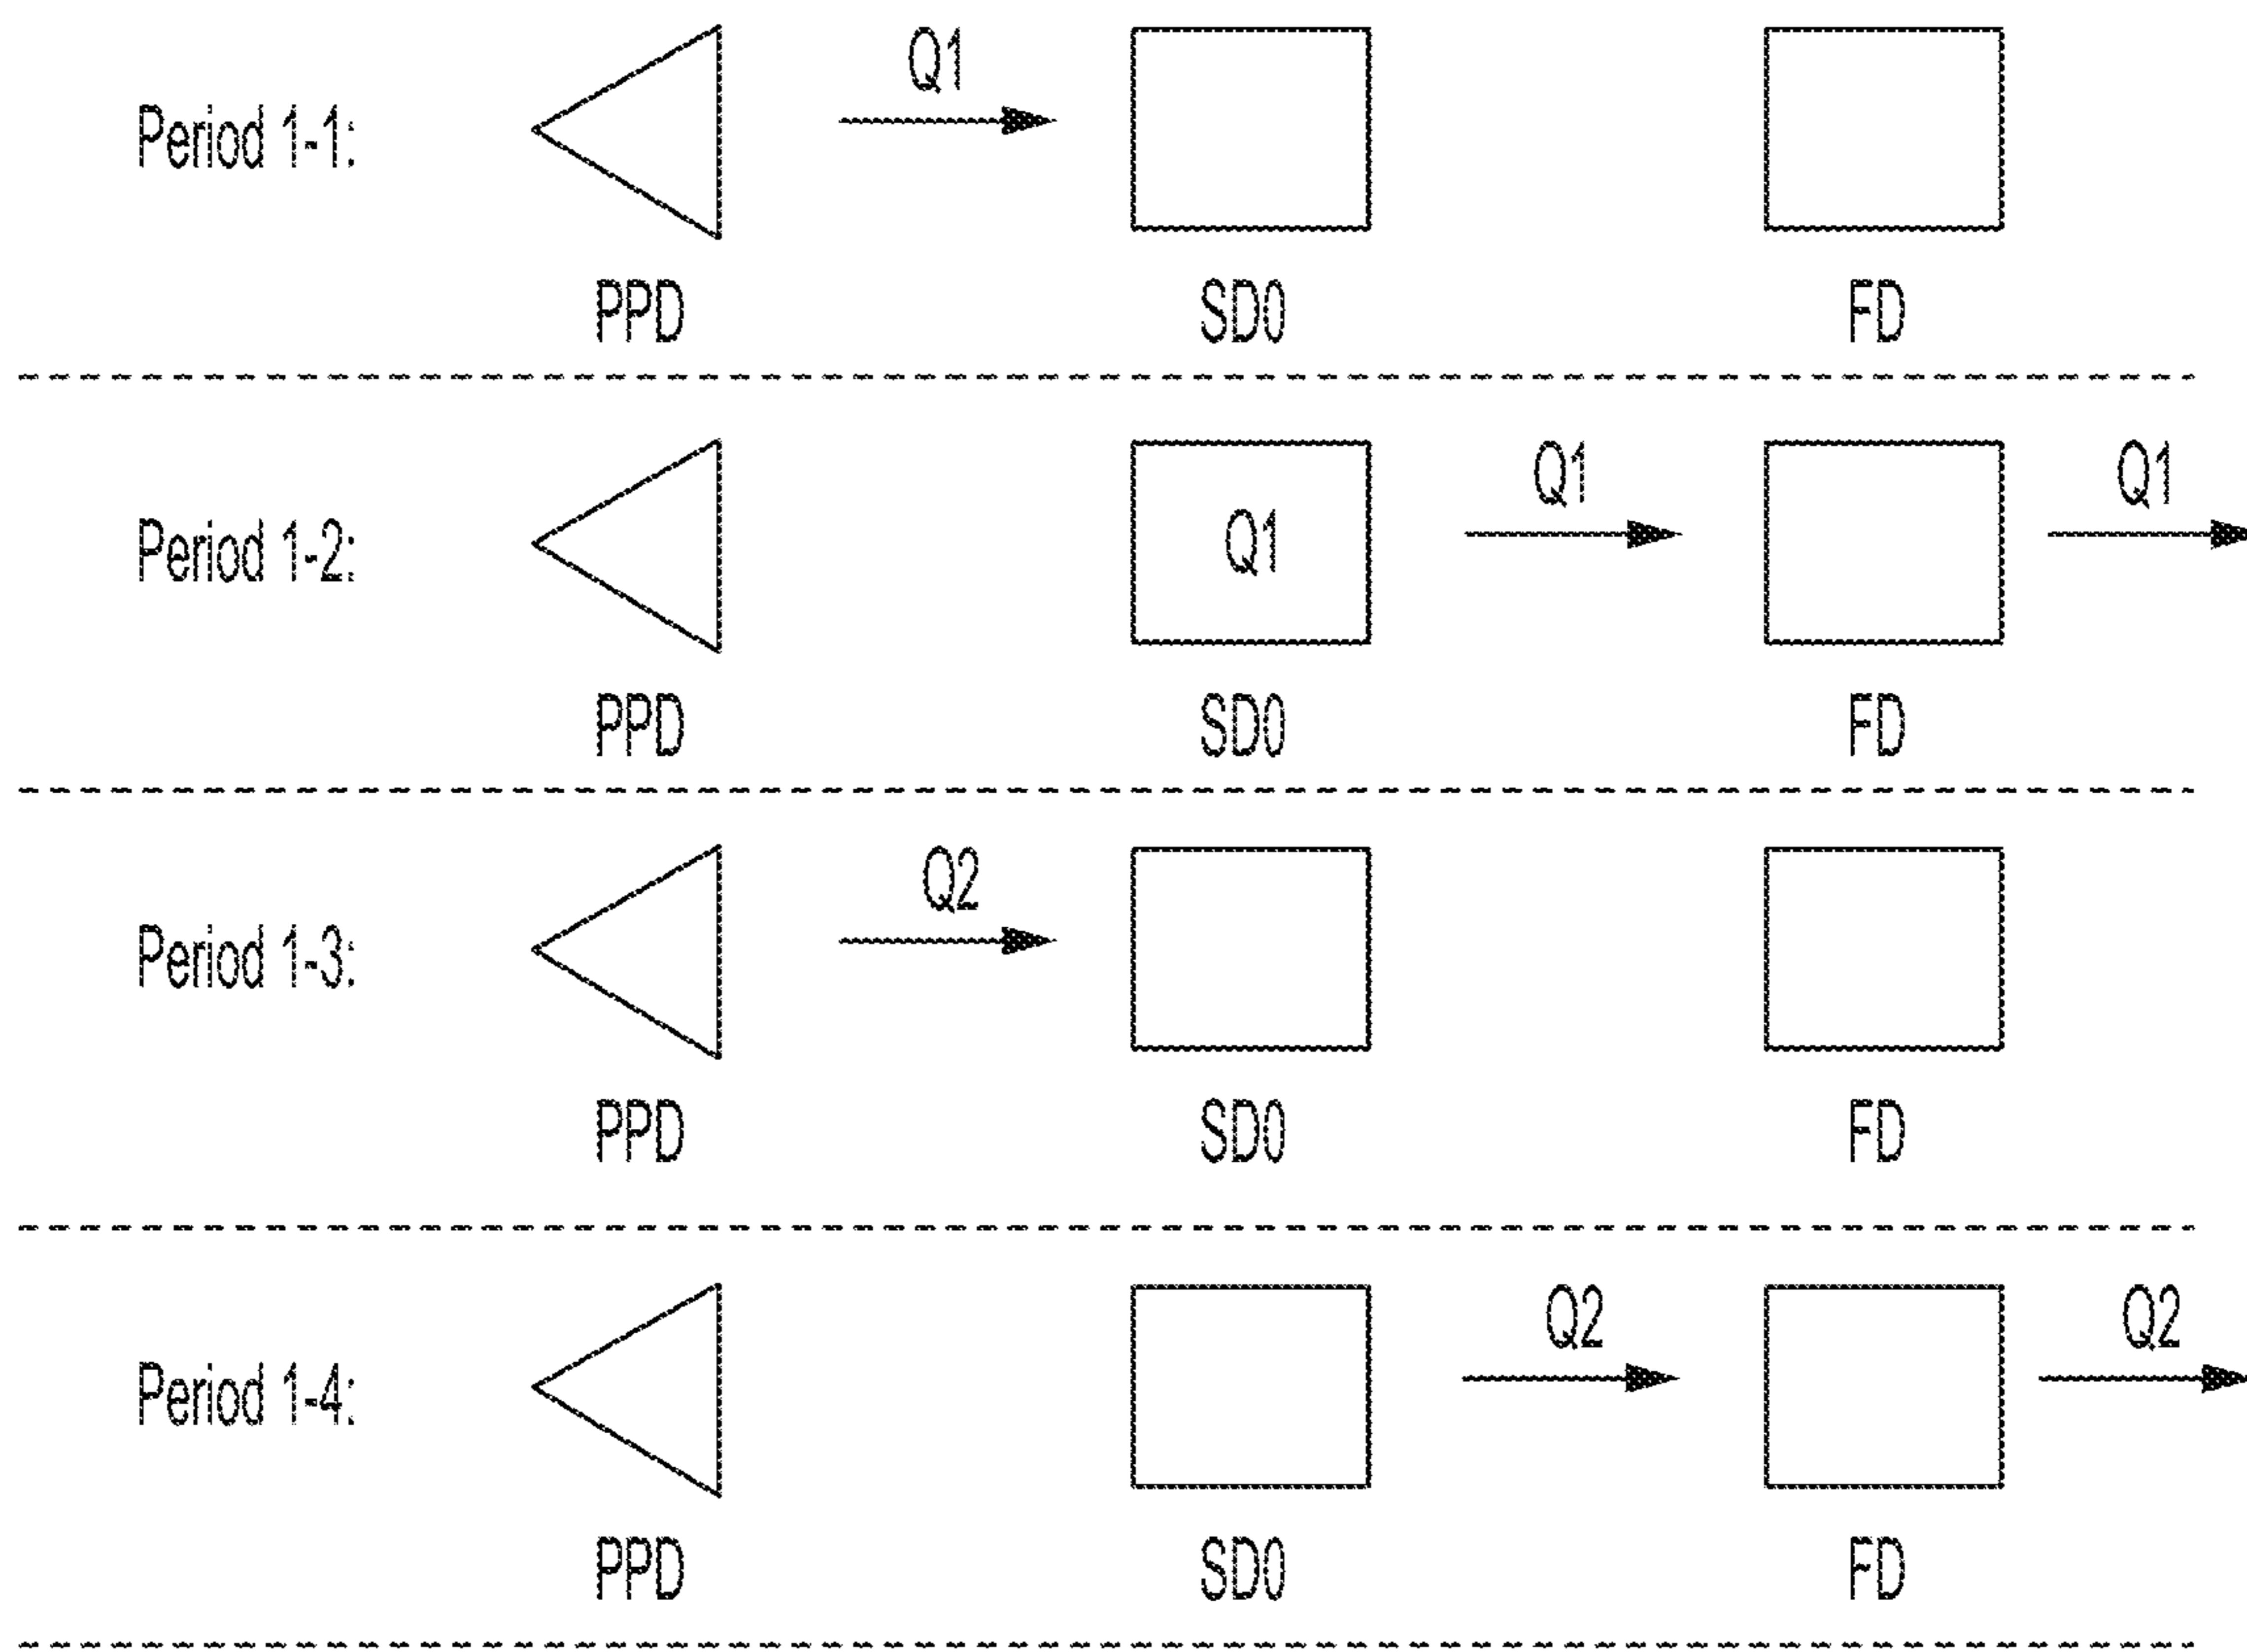 Period 1-1:
Q1
PPD SD0 FD
Period 1-2:
Q1 Q1 Q1
PPD SD0 FD
Period 1-3:
Q2
PPD SD0 FD
Period 1-4:
Q2 Q2
PPD SD0 FD